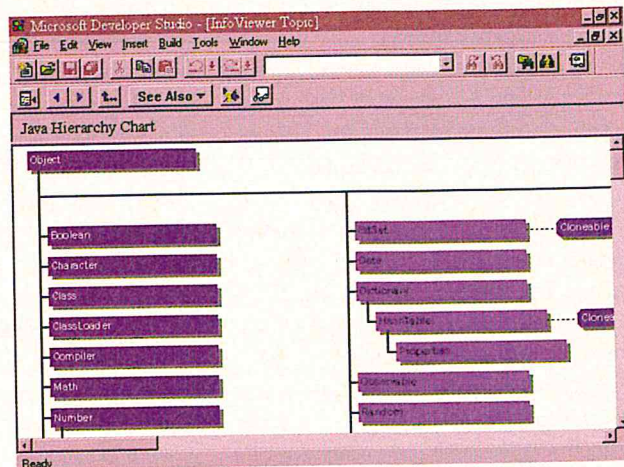 Microsoft Developer Studio - [InfoViewer Topic]
File Edit View Insert Build Tools Window Help
See Also
Java Hierarchy Chart
Object
Boolean
Character
Class
ClassLoader
Compiler
Math
Number
BitSet
Cloneable
Date
Dictionary
HashTable
Clonea
Properties
Observable
Random
Ready